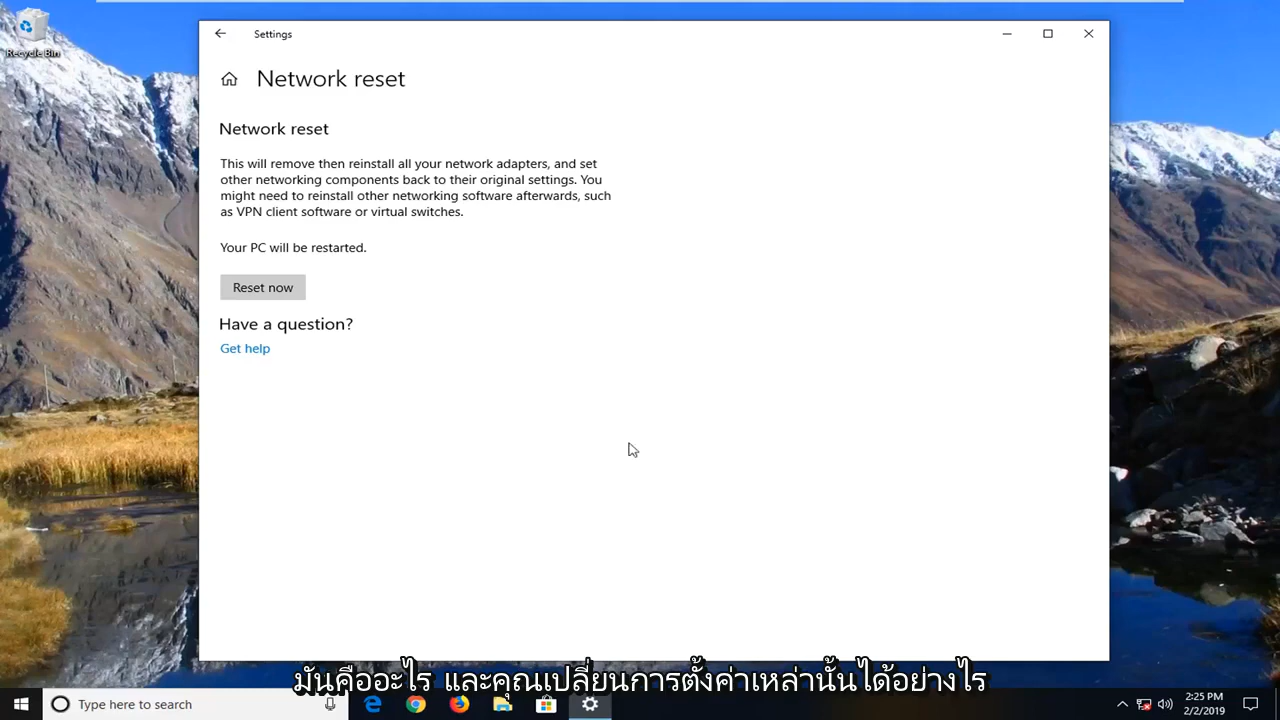 Recycle Bin
Settings
Network reset
Network reset
This will remove then reinstall all your network adapters, and set
other networking components back to their original settings. You
might need to reinstall other networking software afterwards, such
as VPN client software or virtual switches.
Your PC will be restarted.
Reset now
Have a question?
Get help
มันคืออะไร และคุณเปลี่ยนการตั้งค่าเหล่านั้นได้อย่างไร
Type here to search
2:25 PM
2/2/2019